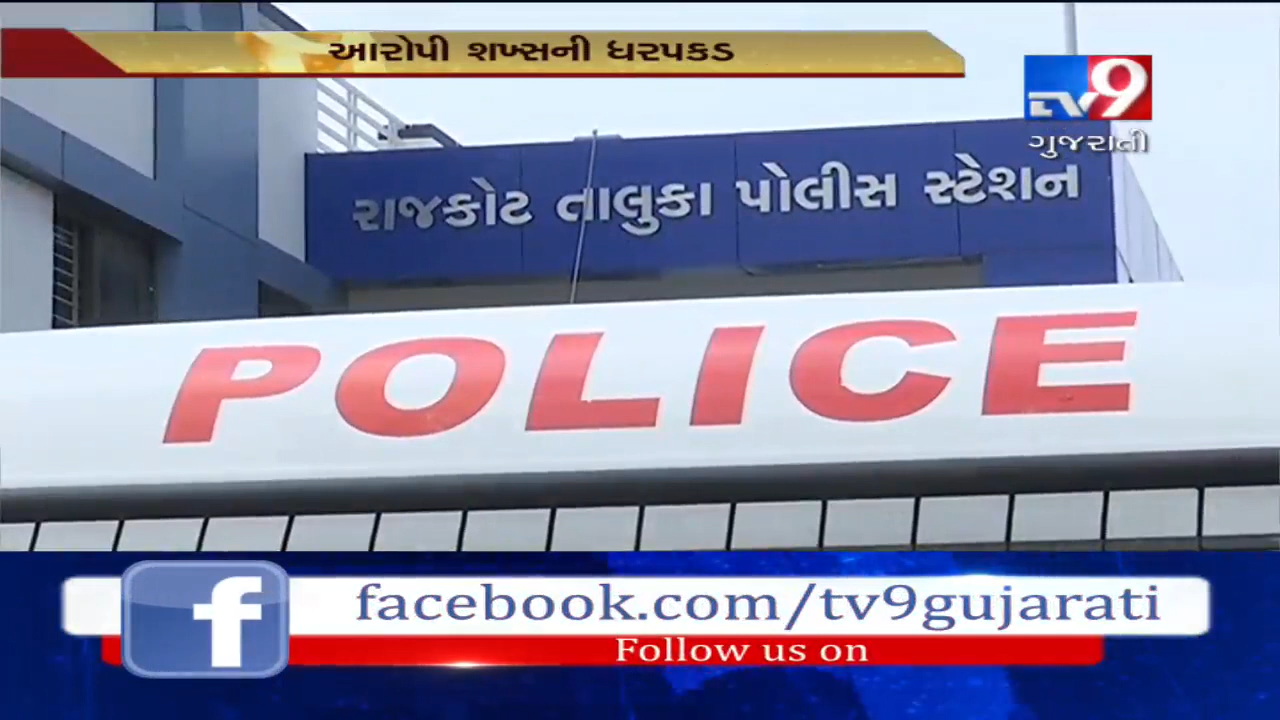 આરોપી શખ્સની ધરપકડ
TV9
ગુજરાતી
રાજકોટ તાલુકા પોલીસ સ્ટેશન
POLICE
f
facebook.com/tv9gujarati
Follow us on